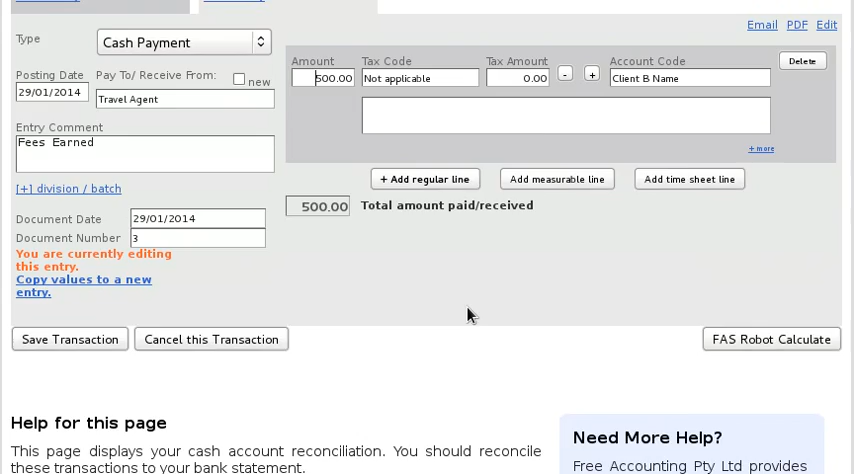 Email PDF Edit
Type Cash Payment
Posting Date Pay To/ Receive From: new
29/01/2014 Travel Agent
Entry Comment
Fees Earned
[+] division / batch
Document Date 29/01/2014
Document Number 3
You are currently editing
this entry.
Copy values to a new
entry.
Amount Tax Code Tax Amount Account Code Delete
500.00 Not applicable 0.00 - + Client B Name
+ more
+ Add regular line Add measurable line Add time sheet line
500.00 Total amount paid/received
Save Transaction Cancel this Transaction FAS Robot Calculate
Help for this page
This page displays your cash account reconciliation. You should reconcile
these transactions to your bank statement.
Need More Help?
Free Accounting Pty Ltd provides